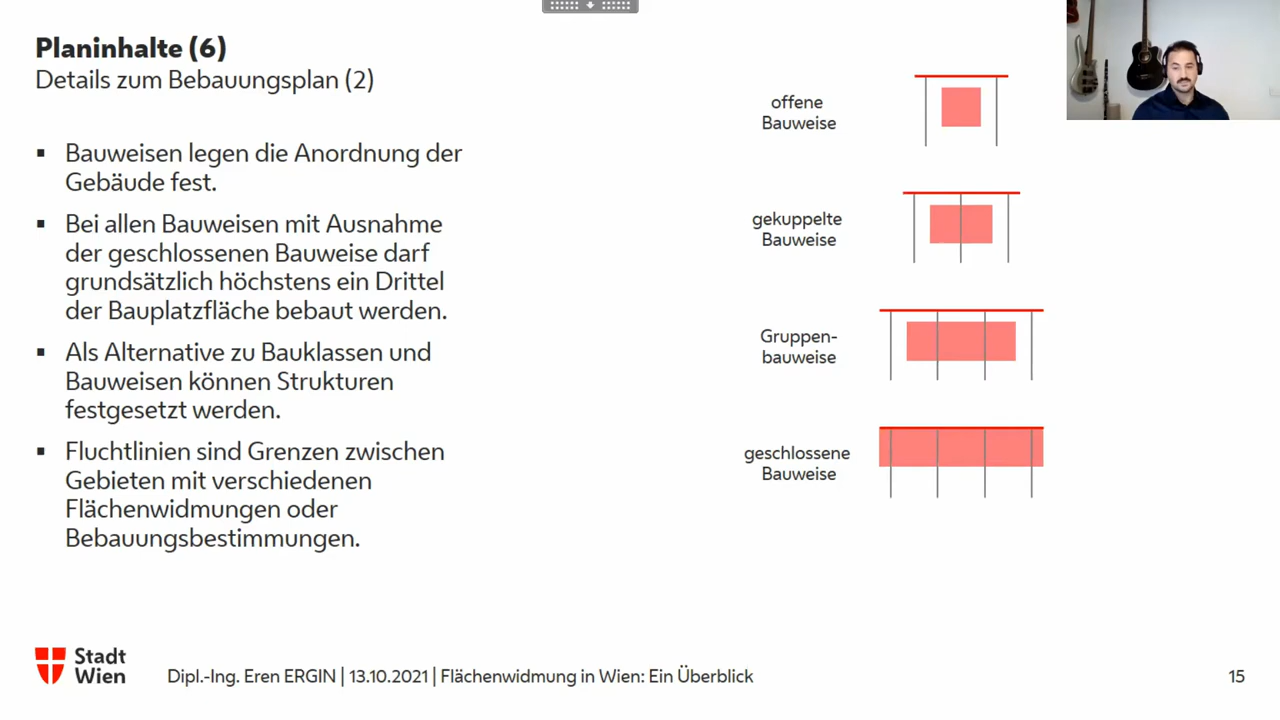 Planinhalte (6)
Details zum Bebauungsplan (2)
▪ Bauweisen legen die Anordnung der
Gebäude fest.
▪ Bei allen Bauweisen mit Ausnahme
der geschlossenen Bauweise darf
grundsätzlich höchstens ein Drittel
der Bauplatzfläche bebaut werden.
▪ Als Alternative zu Bauklassen und
Bauweisen können Strukturen
festgesetzt werden.
▪ Fluchtlinien sind Grenzen zwischen
Gebieten mit verschiedenen
Flächenwidmungen oder
Bebauungsbestimmungen.
offene
Bauweise
gekuppelte
Bauweise
Gruppen-
bauweise
geschlossene
Bauweise
Stadt
Wien
Dipl.-Ing. Eren ERGIN | 13.10.2021 | Flächenwidmung in Wien: Ein Überblick
15